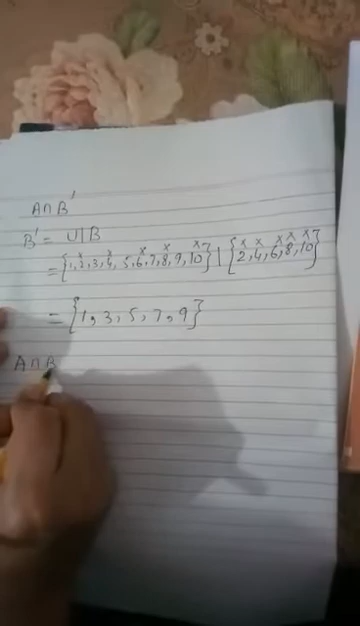 A∩B'
B' = U|B
= {1,2,3,4,5,6,7,8,9,10} | {2,4,6,8,10}
= {1,3,5,7,9}
A∩B